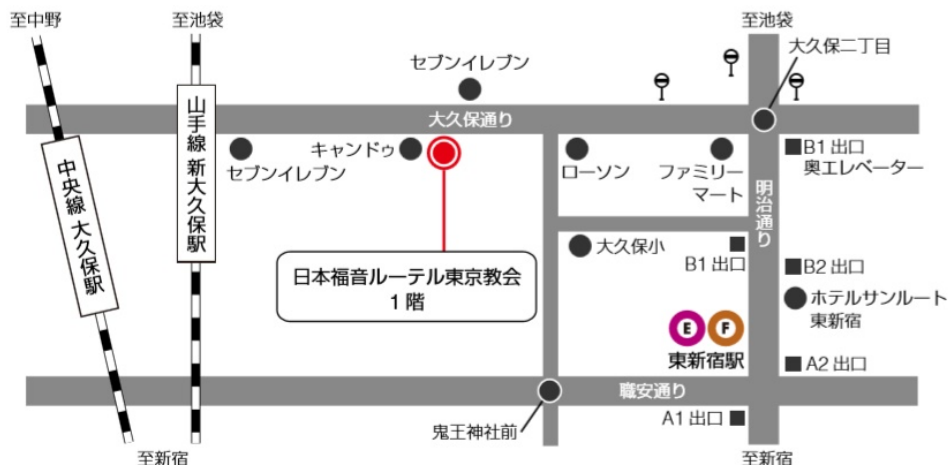 至中野
至池袋
至池袋
大久保二丁目
セブンイレブン
大久保通り
山手線 新大久保駅
中央線 大久保駅
セブンイレブン
キャンドゥ
ローソン
ファミリー
マート
B1 出口
奥エレベーター
明治通り
日本福音ルーテル東京教会
1 階
大久保小
B1 出口
B2 出口
ホテルサンルート
東新宿
E
F
東新宿駅
A2 出口
職安通り
鬼王神社前
A1 出口
至新宿
至新宿